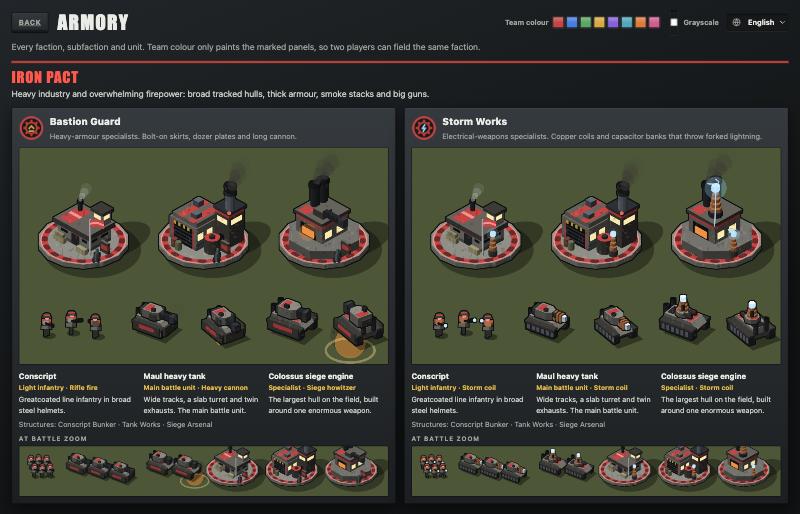 BACK
ARMORY
Team colour
Grayscale
English
Every faction, subfaction and unit. Team colour only paints the marked panels, so two players can field the same faction.
IRON PACT
Heavy industry and overwhelming firepower: broad tracked hulls, thick armour, smoke stacks and big guns.
Bastion Guard
Heavy-armour specialists. Bolt-on skirts, dozer plates and long cannon.
Conscript
Light infantry · Rifle fire
Greatcoated line infantry in broad
steel helmets.
Maul heavy tank
Main battle unit · Heavy cannon
Wide tracks, a slab turret and twin
exhausts. The main battle unit.
Colossus siege engine
Specialist · Siege howitzer
The largest hull on the field, built
around one enormous weapon.
Structures: Conscript Bunker · Tank Works · Siege Arsenal
AT BATTLE ZOOM
Storm Works
Electrical-weapons specialists. Copper coils and capacitor banks that throw forked lightning.
Conscript
Light infantry · Storm coil
Greatcoated line infantry in broad
steel helmets.
Maul heavy tank
Main battle unit · Storm coil
Wide tracks, a slab turret and twin
exhausts. The main battle unit.
Colossus siege engine
Specialist · Storm coil
The largest hull on the field, built
around one enormous weapon.
Structures: Conscript Bunker · Tank Works · Siege Arsenal
AT BATTLE ZOOM